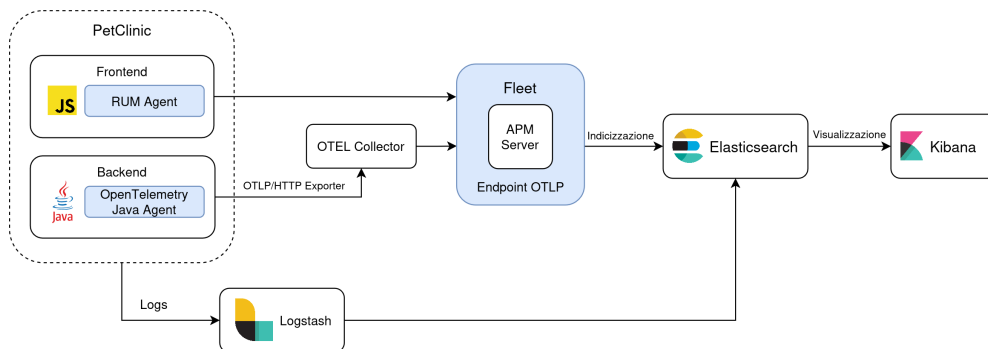 PetClinic
Frontend
JS
RUM Agent
Backend
Java
OpenTelemetry
Java Agent
OTLP/HTTP Exporter
OTEL Collector
Fleet
APM
Server
Endpoint OTLP
Indicizzazione
Elasticsearch
Visualizzazione
Kibana
Logs
Logstash